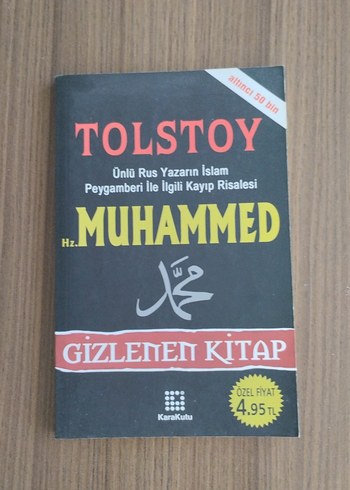 altıncı 50 bin
TOLSTOY
Ünlü Rus Yazarın İslam
Peygamberi İle İlgili Kayıp Risalesi
Hz. MUHAMMED
محمد
GİZLENEN KİTAP
ÖZEL FİYAT
4.95 TL
KaraKutu